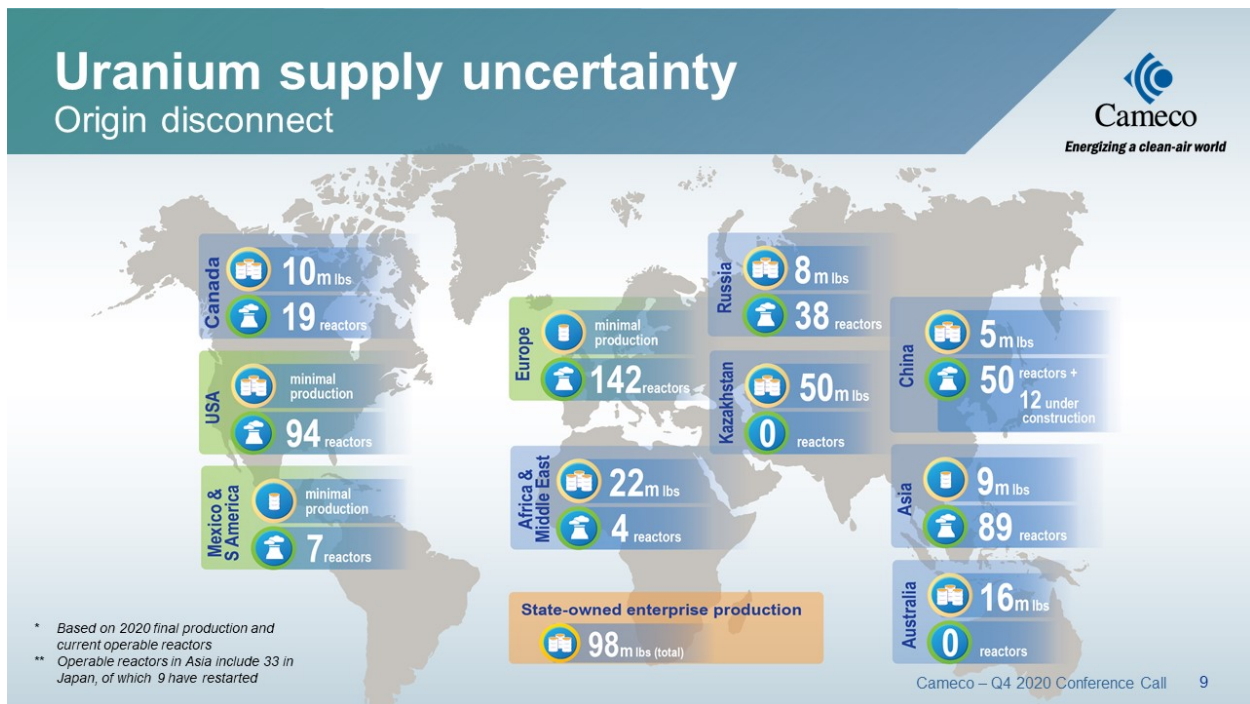 Uranium supply uncertainty
Origin disconnect
Cameco
Energizing a clean-air world
Canada
10m lbs
19 reactors
USA
minimal
production
94 reactors
Mexico &
S America
minimal
production
7 reactors
Europe
minimal
production
142 reactors
Africa &
Middle East
22m lbs
4 reactors
Russia
8m lbs
38 reactors
Kazakhstan
50m lbs
0 reactors
China
5m lbs
50 reactors +
12 under
construction
Asia
9m lbs
89 reactors
Australia
16m lbs
0 reactors
State-owned enterprise production
98m lbs (total)
* Based on 2020 final production and
current operable reactors
** Operable reactors in Asia include 33 in
Japan, of which 9 have restarted
Cameco – Q4 2020 Conference Call 9